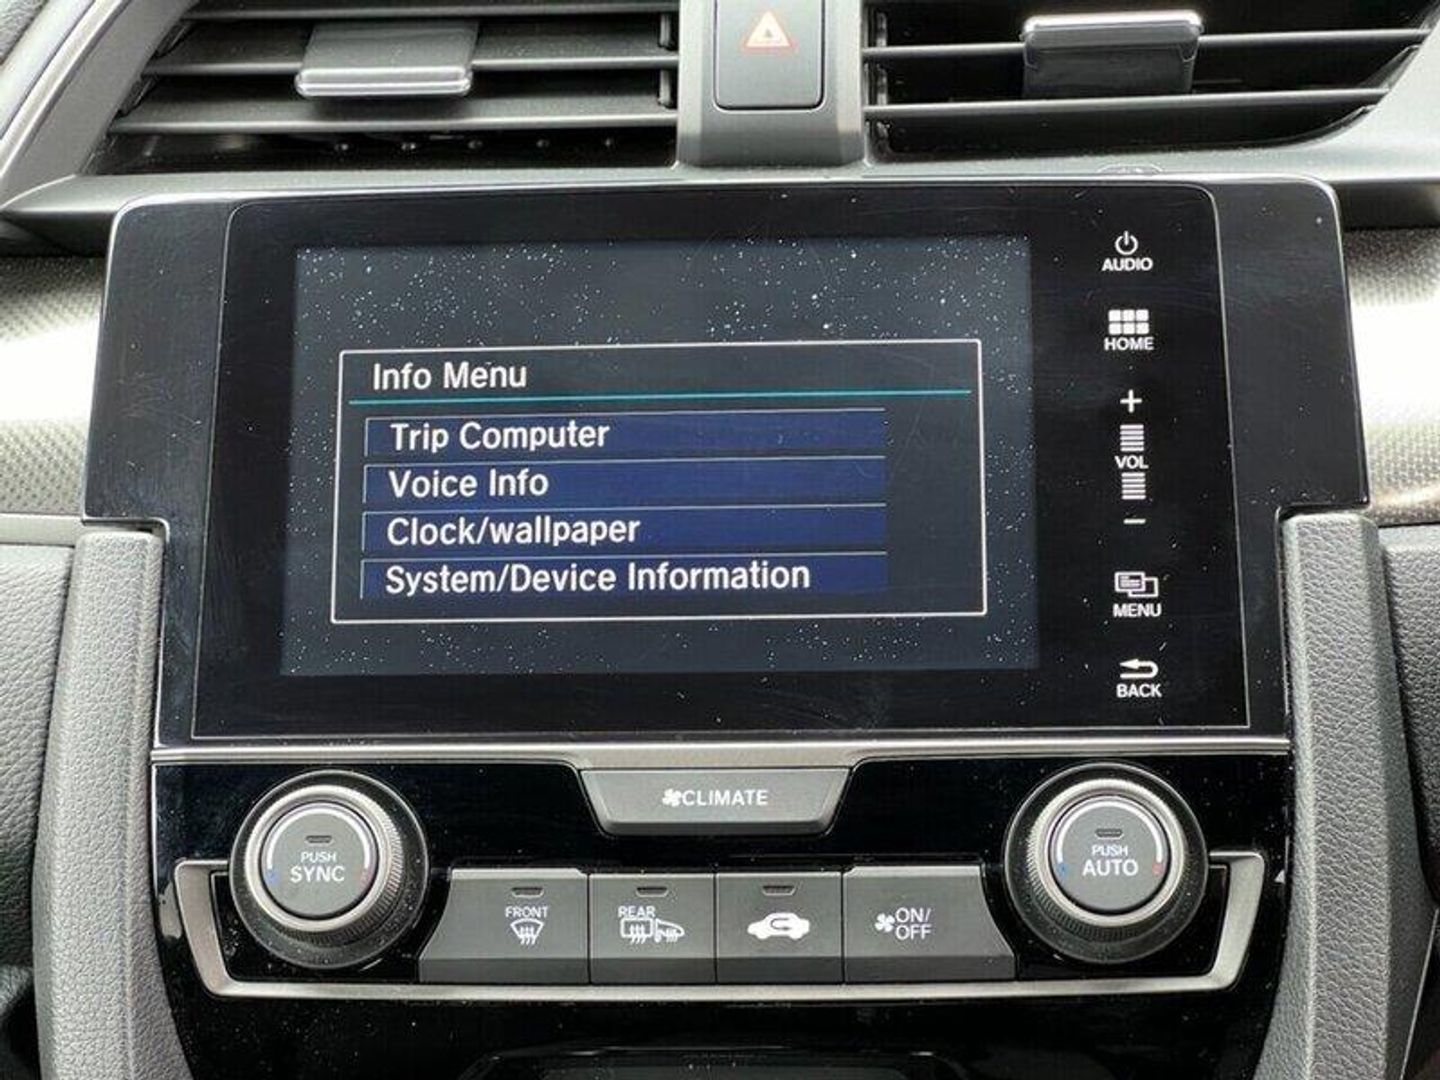 AUDIO
HOME
+
VOL
−
MENU
BACK
Info Menu
Trip Computer
Voice Info
Clock/wallpaper
System/Device Information
CLIMATE
PUSH
SYNC
FRONT
REAR
ON/
OFF
PUSH
AUTO